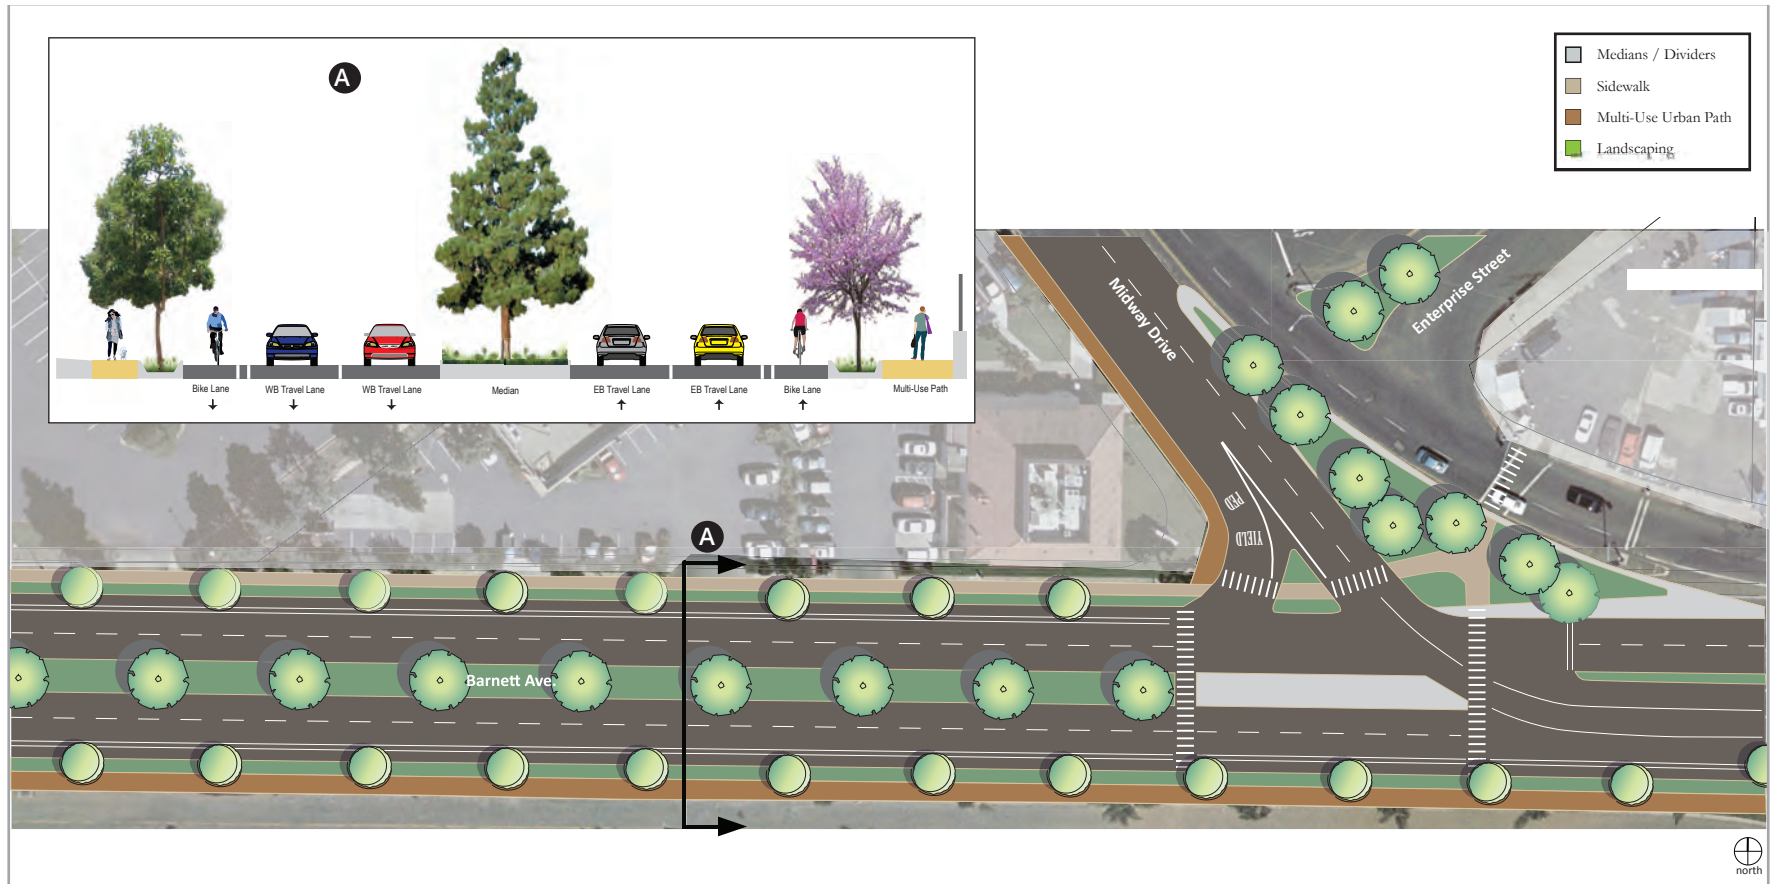 A
Bike Lane
WB Travel Lane
WB Travel Lane
Median
EB Travel Lane
EB Travel Lane
Bike Lane
Multi-Use Path
Medians / Dividers
Sidewalk
Multi-Use Urban Path
Landscaping
Midway Drive
Enterprise Street
PED
YIELD
A
Barnett Ave.
north